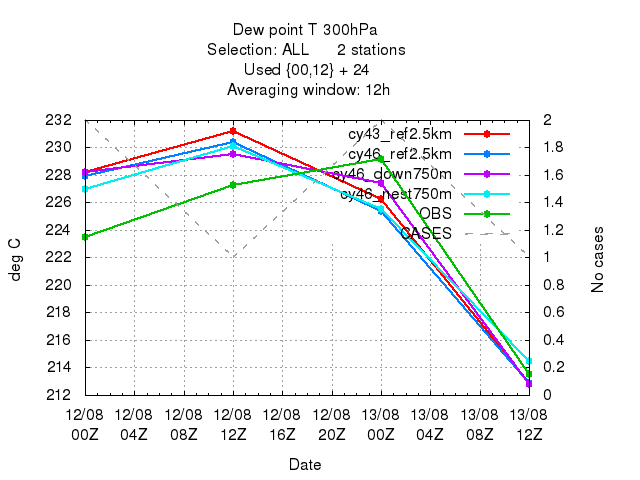 Dew point T 300hPa
Selection: ALL 2 stations
Used {00,12} + 24
Averaging window: 12h
232
230
228
226
224
222
220
218
216
214
212
deg C
2
1.8
1.6
1.4
1.2
1
0.8
0.6
0.4
0.2
0
No cases
cy43_ref2.5km
cy46_ref2.5km
cy46_down750m
cy46_nest750m
OBS
CASES
12/08 12/08 12/08 12/08 12/08 12/08 13/08 13/08 13/08 13/08
00Z 04Z 08Z 12Z 16Z 20Z 00Z 04Z 08Z 12Z
Date